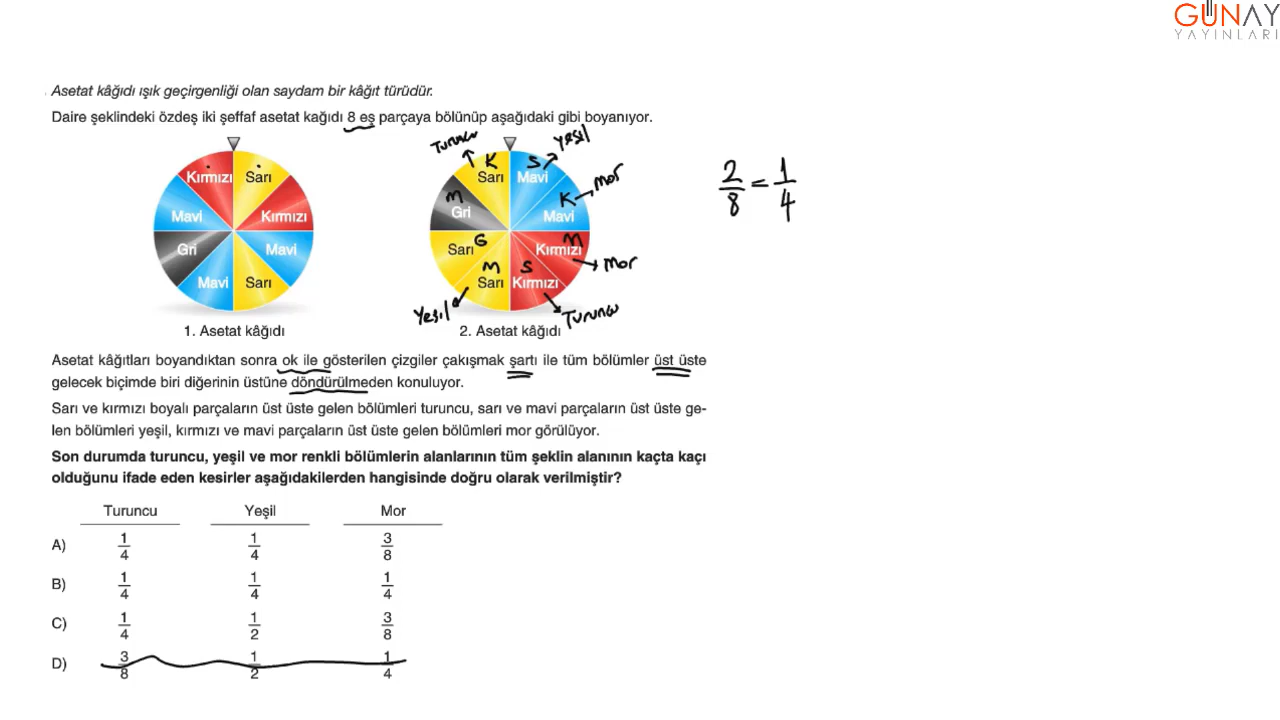 GÜNAY
YAYINLARI
Asetat kâğıdı ışık geçirgenliği olan saydam bir kâğıt türüdür.
Daire şeklindeki özdeş iki şeffaf asetat kağıdı 8 eş parçaya bölünüp aşağıdaki gibi boyanıyor.
Kırmızı Sarı
Mavi Kırmızı
Gri Mavi
Mavi Sarı
1. Asetat kâğıdı
Turuncu Yeşil
K S
Sarı Mavi
Mor
M K
Gri Mavi
G M
Sarı Kırmızı
Mor
M S
Sarı Kırmızı
Yeşil Turuncu
2. Asetat kâğıdı
2/8 = 1/4
Asetat kâğıtları boyandıktan sonra ok ile gösterilen çizgiler çakışmak şartı ile tüm bölümler üst üste
gelecek biçimde biri diğerinin üstüne döndürülmeden konuluyor.
Sarı ve kırmızı boyalı parçaların üst üste gelen bölümleri turuncu, sarı ve mavi parçaların üst üste ge-
len bölümleri yeşil, kırmızı ve mavi parçaların üst üste gelen bölümleri mor görülüyor.
Son durumda turuncu, yeşil ve mor renkli bölümlerin alanlarının tüm şeklin alanının kaçta kaçı
olduğunu ifade eden kesirler aşağıdakilerden hangisinde doğru olarak verilmiştir?
Turuncu Yeşil Mor
A) 1/4 1/4 3/8
B) 1/4 1/4 1/4
C) 1/4 1/2 3/8
D) 3/8 1/2 1/4